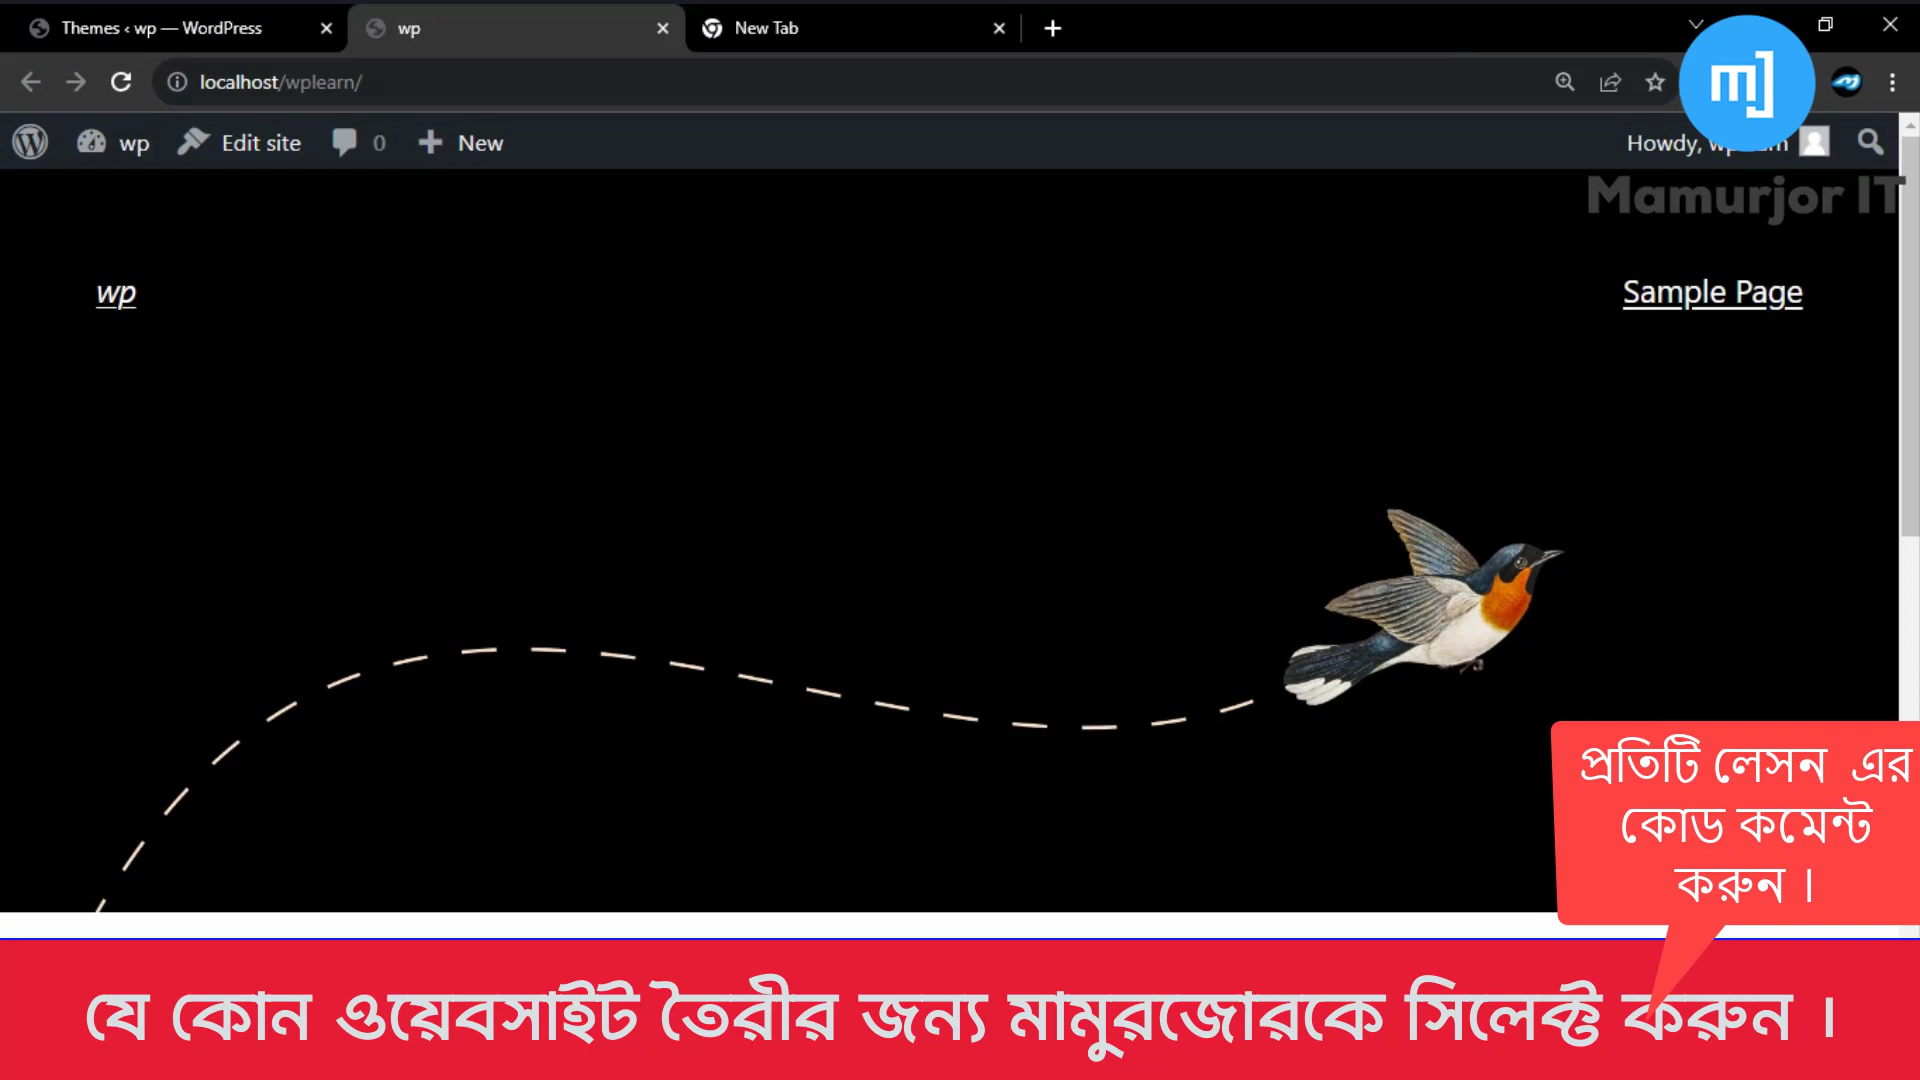 Themes ‹ wp — WordPress
wp
New Tab
localhost/wplearn/
wp
Edit site
0
New
Howdy,
m]
Mamurjor IT
wp
Sample Page
প্রতিটি লেসন এর
কোড কমেন্ট
করুন ।
যে কোন ওয়েবসাইট তৈরীর জন্য মামুরজোরকে সিলেক্ট করুন ।